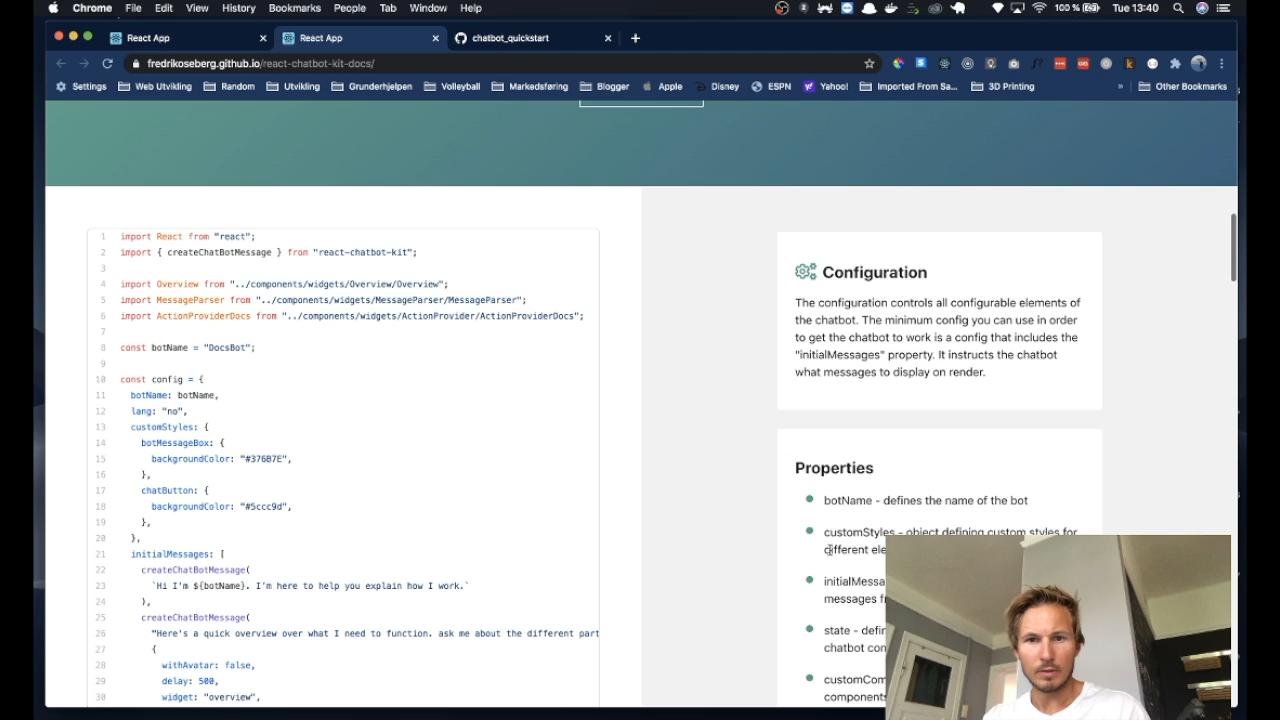 Chrome File Edit View History Bookmarks People Tab Window Help 100 % Tue 13:40
React App React App chatbot_quickstart
fredrikoseberg.github.io/react-chatbot-kit-docs/
Settings Web Utvikling Random Utvikling Grunderhjelpen Volleyball Markedsføring Blogger Apple Disney ESPN Yahoo! Imported From Sa... 3D Printing » Other Bookmarks
1 import React from "react";
2 import { createChatBotMessage } from "react-chatbot-kit";
3
4 import Overview from "../components/widgets/Overview/Overview";
5 import MessageParser from "../components/widgets/MessageParser/MessageParser";
6 import ActionProviderDocs from "../components/widgets/ActionProvider/ActionProviderDocs";
7
8 const botName = "DocsBot";
9
10 const config = {
11 botName: botName,
12 lang: "no",
13 customStyles: {
14 botMessageBox: {
15 backgroundColor: "#376B7E",
16 },
17 chatButton: {
18 backgroundColor: "#5ccc9d",
19 },
20 },
21 initialMessages: [
22 createChatBotMessage(
23 `Hi I'm ${botName}. I'm here to help you explain how I work.`
24 ),
25 createChatBotMessage(
26 "Here's a quick overview over what I need to function. ask me about the different part
27 {
28 withAvatar: false,
29 delay: 500,
30 widget: "overview",
Configuration
The configuration controls all configurable elements of
the chatbot. The minimum config you can use in order
to get the chatbot to work is a config that includes the
"initialMessages" property. It instructs the chatbot
what messages to display on render.
Properties
botName - defines the name of the bot
customStyles - object defining custom styles for
different ele
initialMessa
messages f
state - defin
chatbot con
customCom
components